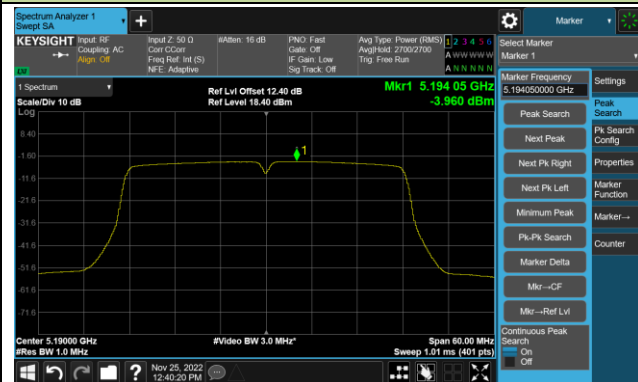 Spectrum Analyzer 1
Swept SA
Marker
KEYSIGHT
Input: RF
Coupling: AC
Align: Off
Input Z: 50 Ω
Corr CCorr
Freq Ref: Int (S)
NFE: Adaptive
#Atten: 16 dB
PNO: Fast
Gate: Off
IF Gain: Low
Sig Track: Off
Avg Type: Power (RMS)
Avg|Hold: 2700/2700
Trig: Free Run
1 2 3 4 5 6
A W W W W W
A N N N N N
Select Marker
Marker 1
1 Spectrum
Scale/Div 10 dB
Log
Ref Lvl Offset 12.40 dB
Ref Level 18.40 dBm
Mkr1 5.194 05 GHz
-3.960 dBm
8.40
-1.60
-11.6
-21.6
-31.6
-41.6
-51.6
-61.6
-71.6
1
Center 5.19000 GHz
#Res BW 1.0 MHz
#Video BW 3.0 MHz*
Span 60.00 MHz
Sweep 1.01 ms (401 pts)
Marker Frequency
5.194050000 GHz
Peak Search
Next Peak
Next Pk Right
Next Pk Left
Minimum Peak
Pk-Pk Search
Marker Delta
Mkr→CF
Mkr→Ref Lvl
Continuous Peak
Search
On
Off
Settings
Peak
Search
Pk Search
Config
Properties
Marker
Function
Marker→
Counter
Nov 25, 2022
12:40:20 PM